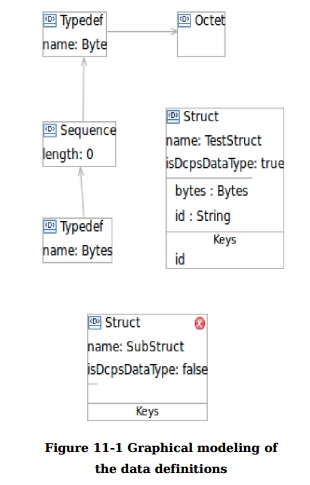 Typedef
name: Byte
Octet
Sequence
length: 0
Typedef
name: Bytes
Struct
name: TestStruct
isDcpsDataType: true
bytes : Bytes
id : String
Keys
id
Struct
name: SubStruct
isDcpsDataType: false
Keys
Figure 11-1 Graphical modeling of
the data definitions